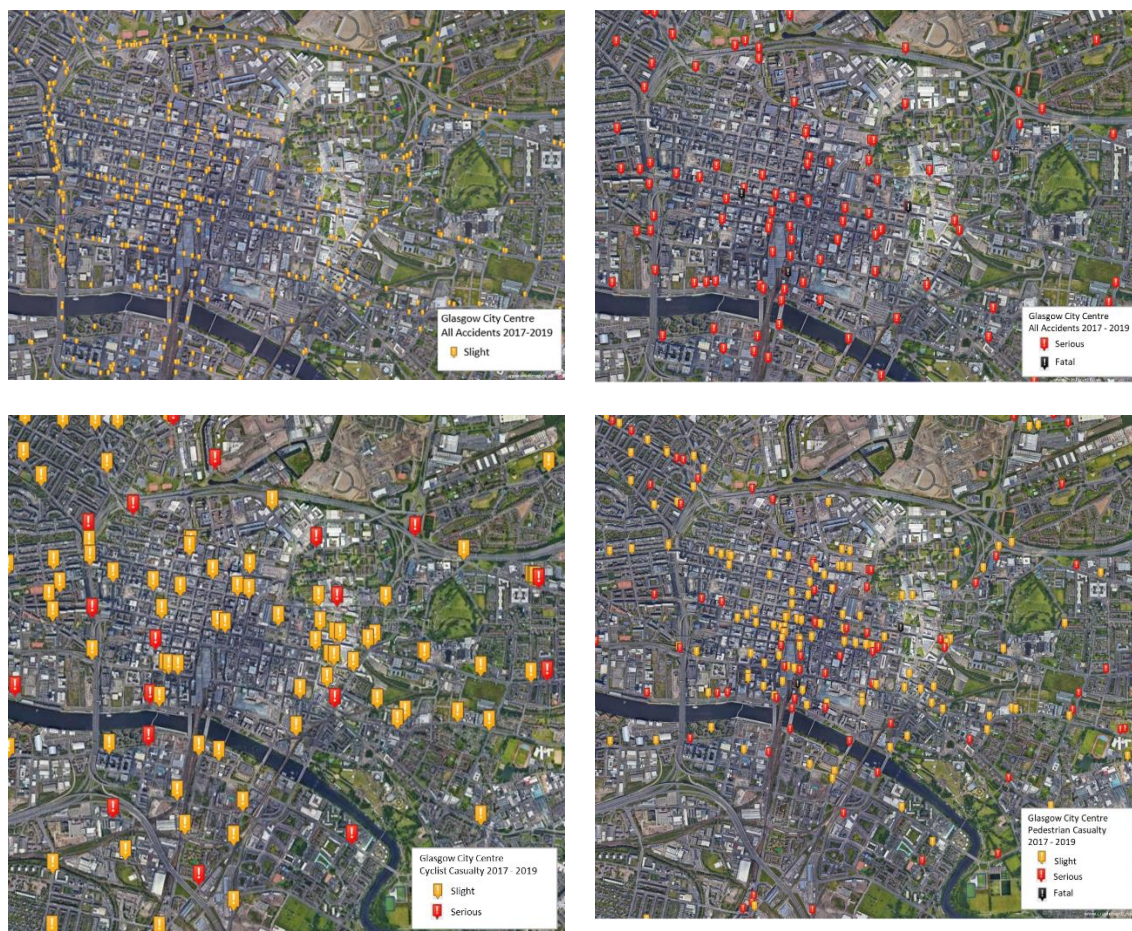 Glasgow City Centre
All Accidents 2017-2019
Slight
Glasgow City Centre
All Accidents 2017 - 2019
Serious
Fatal
Glasgow City Centre
Cyclist Casualty 2017 - 2019
Slight
Serious
Glasgow City Centre
Pedestrian Casualty
2017 - 2019
Slight
Serious
Fatal